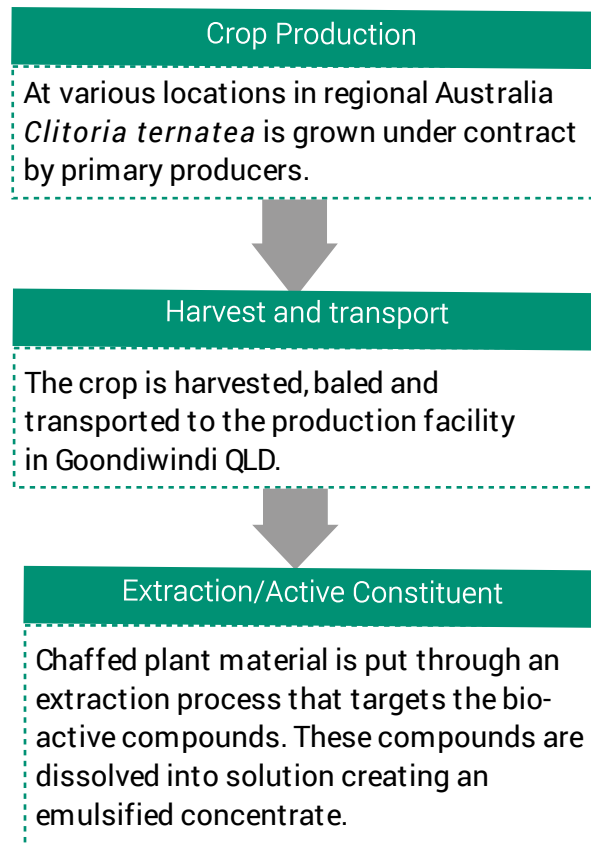 Crop Production
At various locations in regional Australia
Clitoria ternatea is grown under contract
by primary producers.
Harvest and transport
The crop is harvested, baled and
transported to the production facility
in Goondiwindi QLD.
Extraction/Active Constituent
Chaffed plant material is put through an
extraction process that targets the bio-
active compounds. These compounds are
dissolved into solution creating an
emulsified concentrate.